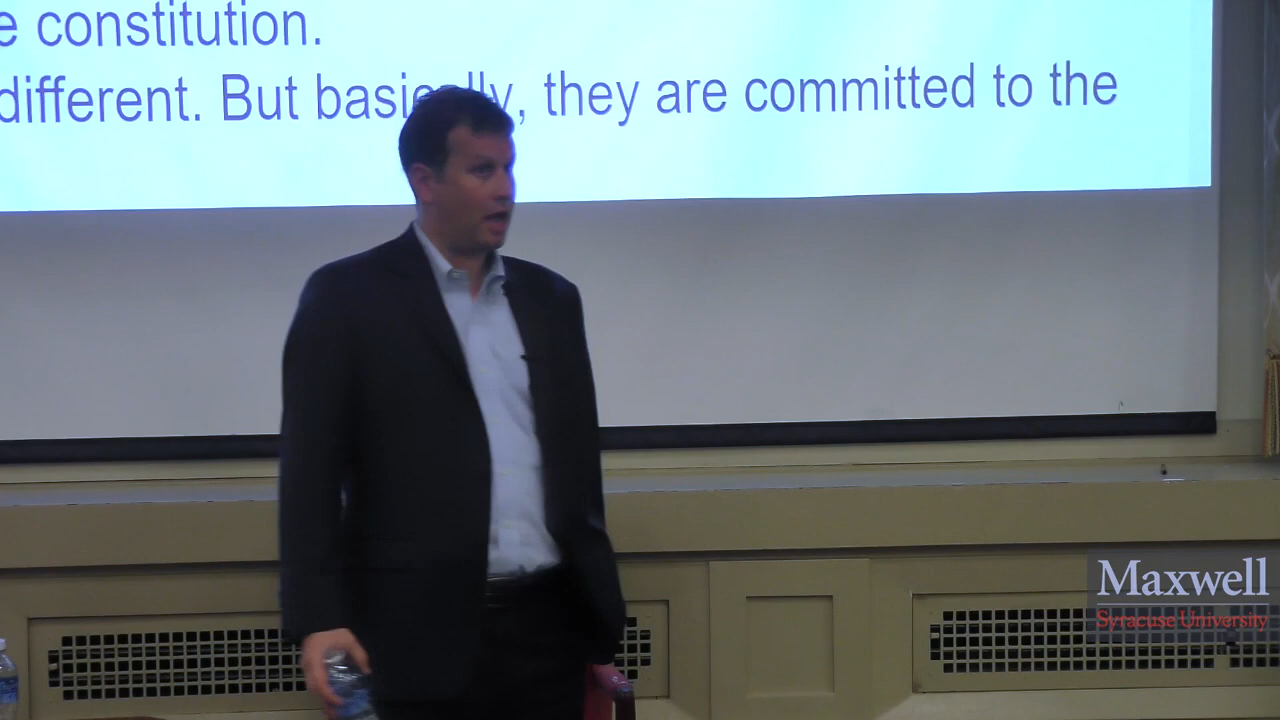 e constitution.
different. But basically, they are committed to the
Maxwell
Syracuse University